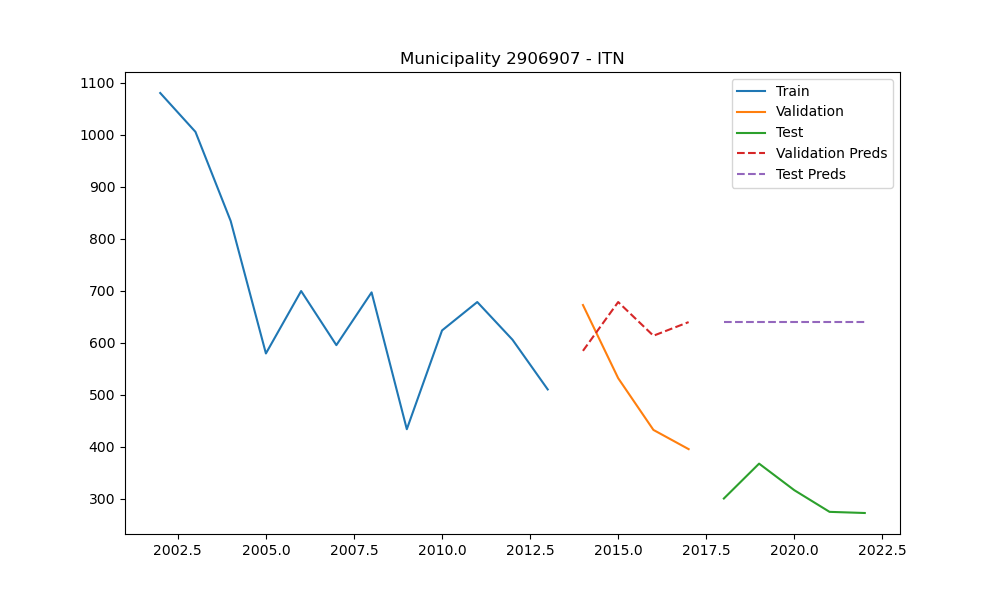 Municipality 2906907 - ITN
1100
1000
900
800
700
600
500
400
300
Train
Validation
Test
Validation Preds
Test Preds
2002.5 2005.0 2007.5 2010.0 2012.5 2015.0 2017.5 2020.0 2022.5